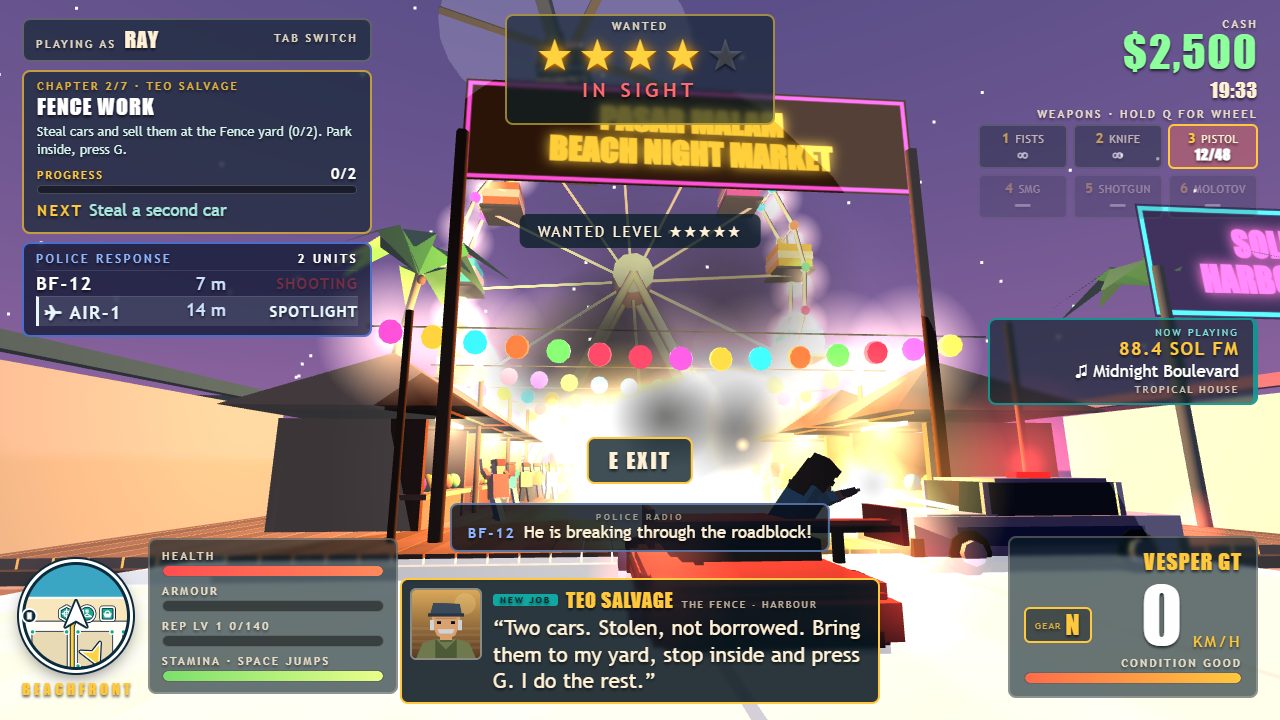 PLAYING AS RAY
TAB SWITCH
CHAPTER 2/7 · TEO SALVAGE
FENCE WORK
Steal cars and sell them at the Fence yard (0/2). Park
inside, press G.
PROGRESS 0/2
NEXT Steal a second car
POLICE RESPONSE 2 UNITS
BF-12 7 m SHOOTING
AIR-1 14 m SPOTLIGHT
WANTED
IN SIGHT
PASAR MALAM
BEACH NIGHT MARKET
WANTED LEVEL ★★★★★
CASH
$2,500
19:33
WEAPONS · HOLD Q FOR WHEEL
1 FISTS
∞
2 KNIFE
∞
3 PISTOL
12/48
4 SMG
—
5 SHOTGUN
—
6 MOLOTOV
—
NOW PLAYING
88.4 SOL FM
♫ Midnight Boulevard
TROPICAL HOUSE
E EXIT
POLICE RADIO
BF-12 He is breaking through the roadblock!
NEW JOB TEO SALVAGE THE FENCE · HARBOUR
“Two cars. Stolen, not borrowed. Bring
them to my yard, stop inside and press
G. I do the rest.”
BEACHFRONT
HEALTH
ARMOUR
REP LV 1 0/140
STAMINA · SPACE JUMPS
VESPER GT
GEAR N
0 KM/H
CONDITION GOOD